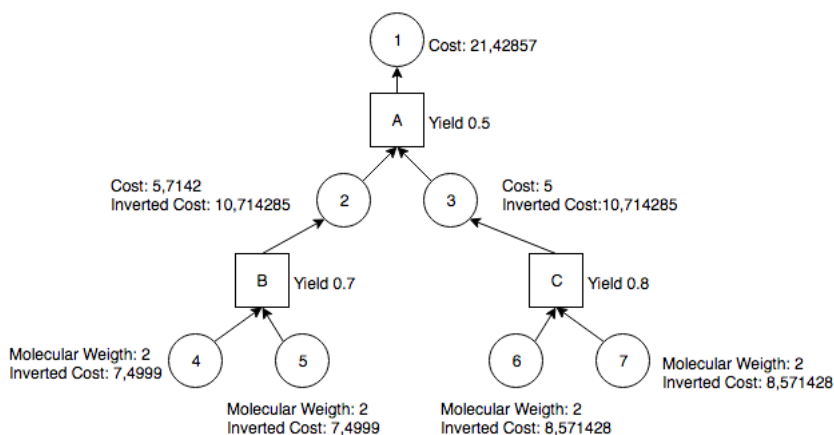 1
Cost: 21,42857
A
Yield 0.5
Cost: 5,7142
Inverted Cost: 10,714285
2
3
Cost: 5
Inverted Cost:10,714285
B
Yield 0.7
C
Yield 0.8
Molecular Weigth: 2
Inverted Cost: 7,4999
4
5
6
7
Molecular Weigth: 2
Inverted Cost: 8,571428
Molecular Weigth: 2
Inverted Cost: 7,4999
Molecular Weigth: 2
Inverted Cost: 8,571428